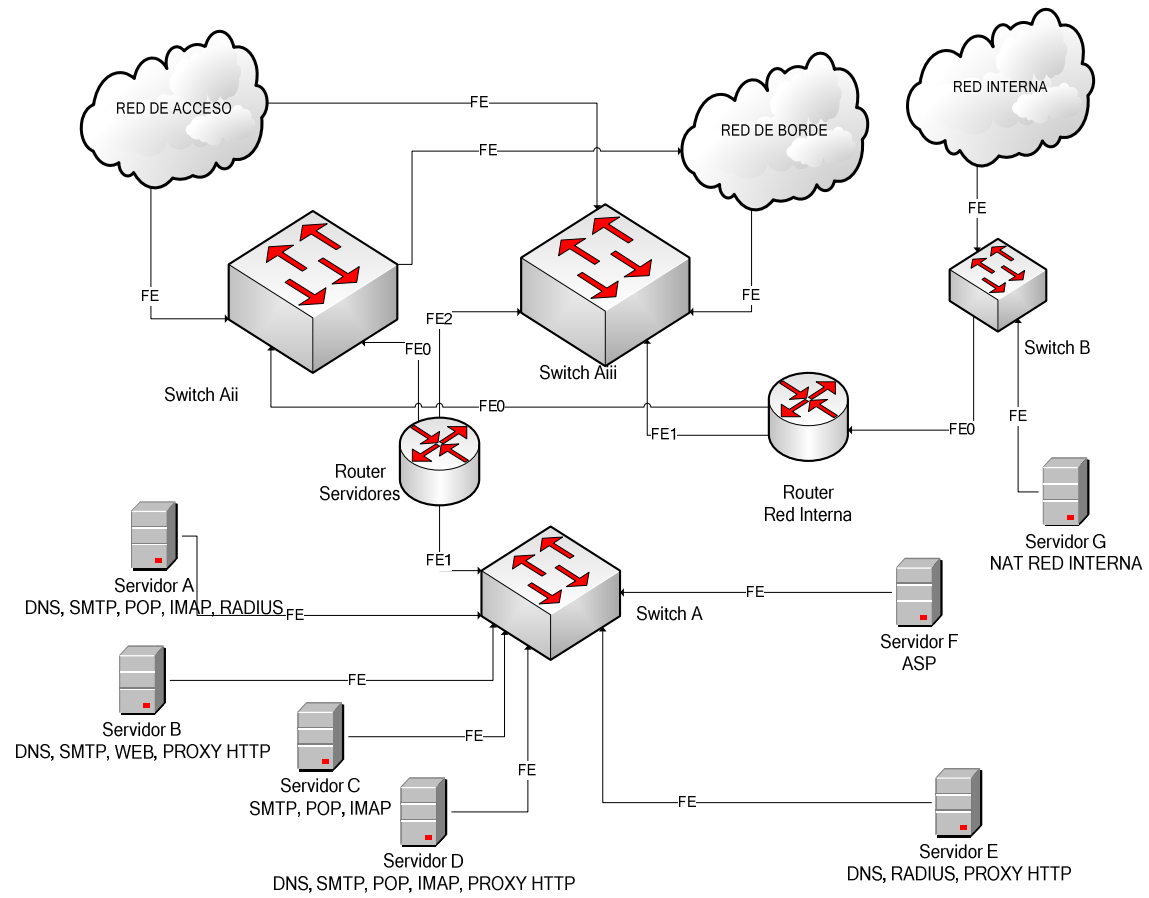 RED DE ACCESO
RED DE BORDE
RED INTERNA
FE
FE
FE
FE
FE
FE2
FE0
Switch Aii
Switch Aiii
Switch B
FE0
FE1
FE0
FE
Router
Servidores
Router
Red Interna
Servidor G
NAT RED INTERNA
FE1
Servidor A
DNS, SMTP, POP, IMAP, RADIUS
FE
Switch A
FE
Servidor F
ASP
Servidor B
DNS, SMTP, WEB, PROXY HTTP
FE
Servidor C
SMTP, POP, IMAP
FE
FE
Servidor D
DNS, SMTP, POP, IMAP, PROXY HTTP
FE
Servidor E
DNS, RADIUS, PROXY HTTP